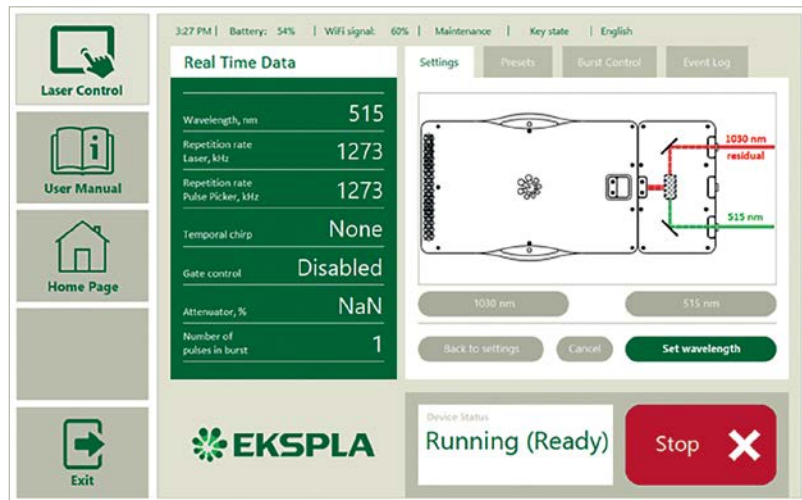 3:27 PM | Battery: 54% | WiFi signal: 60% | Maintenance | Key state | English
Laser Control
User Manual
Home Page
Exit
Real Time Data
Wavelength, nm 515
Repetition rate
Laser, kHz 1273
Repetition rate
Pulse Picker, kHz 1273
Temporal chirp None
Gate control Disabled
Attenuator, % NaN
Number of
pulses in burst 1
Settings Presets Burst Control Event Log
1030 nm
residual
515 nm
1030 nm 515 nm
Back to settings Cancel Set wavelength
EKSPLA
Device Status
Running (Ready)
Stop